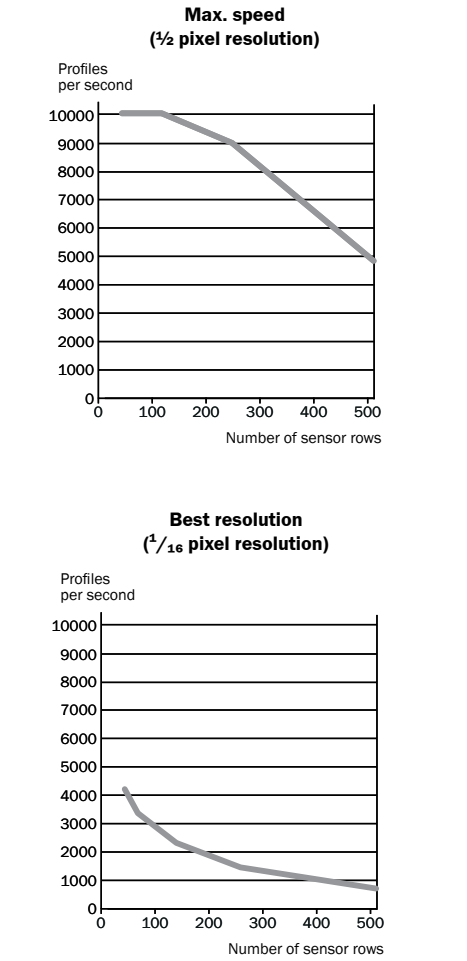 Max. speed
(½ pixel resolution)
Profiles
per second
10000
9000
8000
7000
6000
5000
4000
3000
2000
1000
0
0 100 200 300 400 500
Number of sensor rows
Best resolution
(¹/₁₆ pixel resolution)
Profiles
per second
10000
9000
8000
7000
6000
5000
4000
3000
2000
1000
0
0 100 200 300 400 500
Number of sensor rows